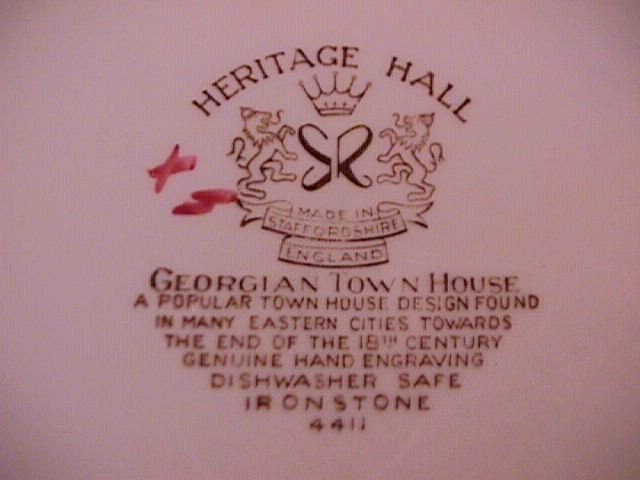 HERITAGE HALL
SR
MADE IN
STAFFORDSHIRE
ENGLAND
GEORGIAN TOWN HOUSE
A POPULAR TOWN HOUSE DESIGN FOUND
IN MANY EASTERN CITIES TOWARDS
THE END OF THE 18TH CENTURY
GENUINE HAND ENGRAVING
DISHWASHER SAFE
IRONSTONE
4411